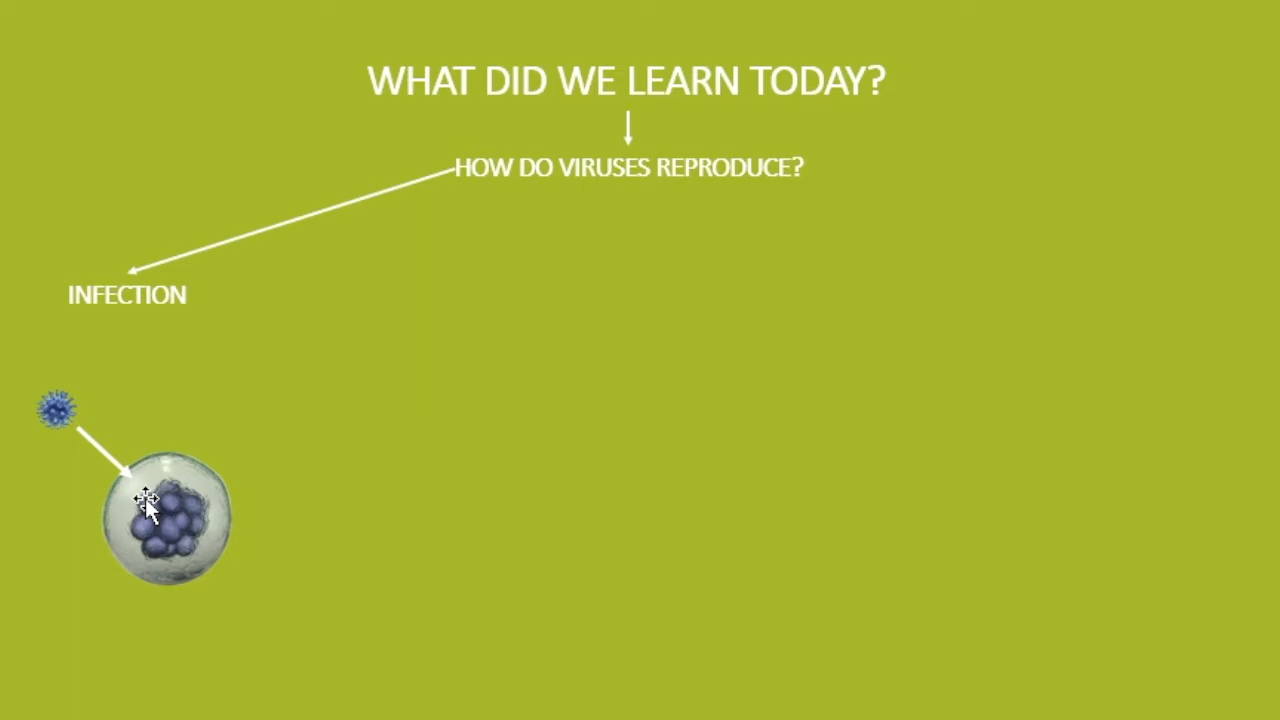 WHAT DID WE LEARN TODAY?
HOW DO VIRUSES REPRODUCE?
INFECTION